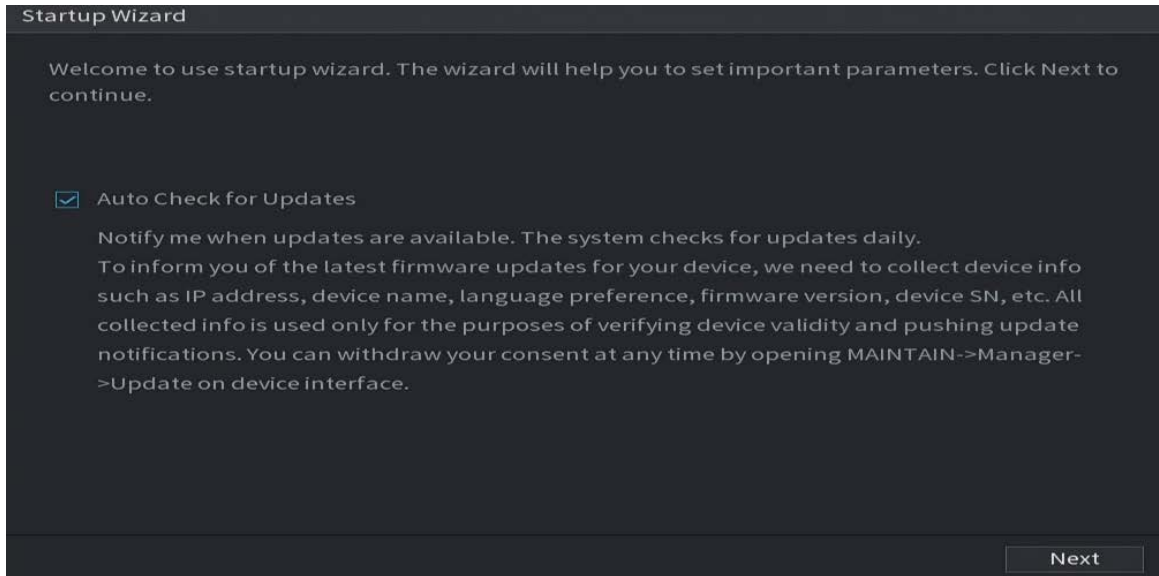 Startup Wizard
Welcome to use startup wizard. The wizard will help you to set important parameters. Click Next to
continue.
Auto Check for Updates
Notify me when updates are available. The system checks for updates daily.
To inform you of the latest firmware updates for your device, we need to collect device info
such as IP address, device name, language preference, firmware version, device SN, etc. All
collected info is used only for the purposes of verifying device validity and pushing update
notifications. You can withdraw your consent at any time by opening MAINTAIN->Manager-
>Update on device interface.
Next